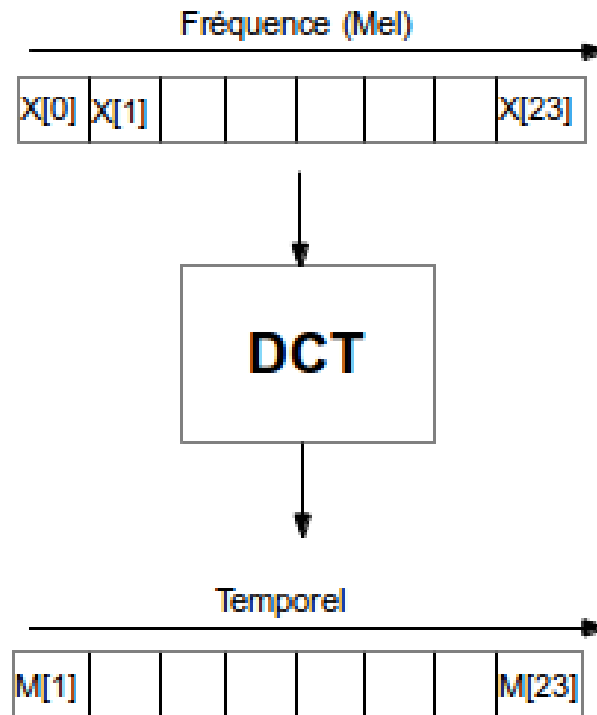 Fréquence (Mel)
X[0] X[1] X[23]
DCT
Temporel
M[1] M[23]